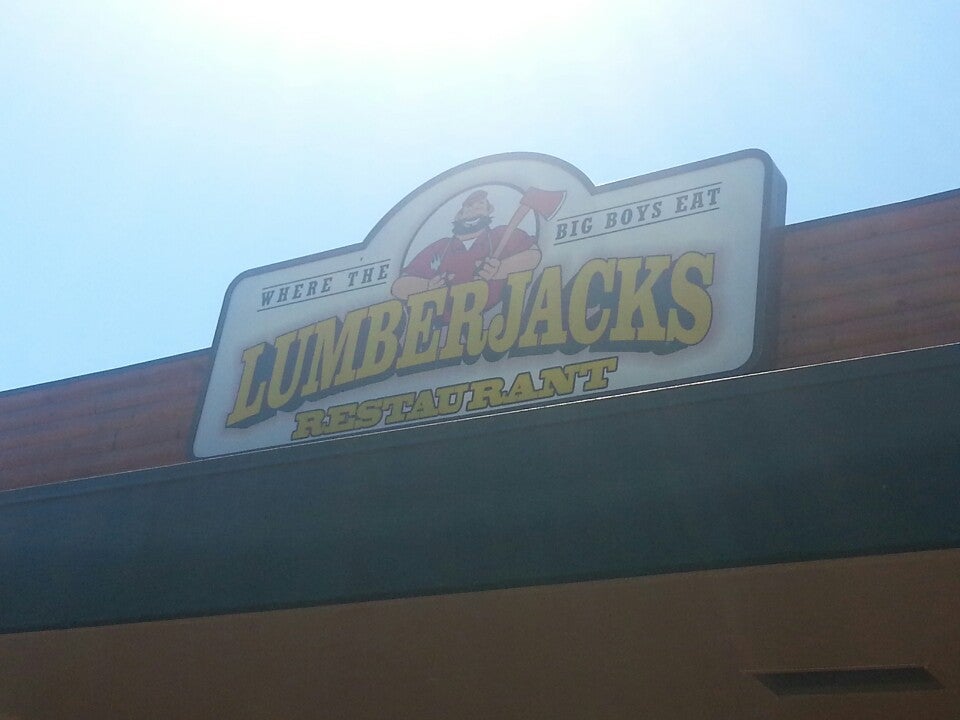 WHERE THE BIG BOYS EAT
LUMBERJACKS
RESTAURANT